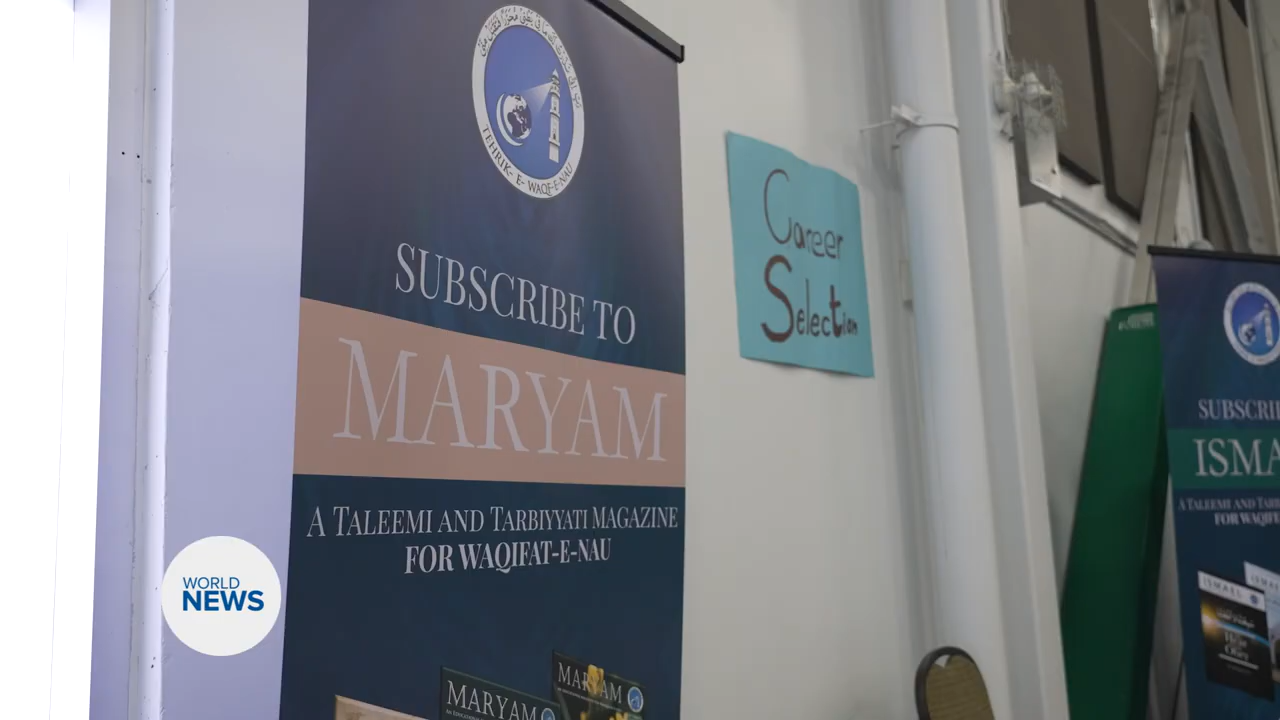 TEHRIK- E- WAQF-E-NAU
SUBSCRIBE TO
MARYAM
A TALEEMI AND TARBIYYATI MAGAZINE
FOR WAQIFAT-E-NAU
MARYAM
MARYAM
Career
Selection
SUBSCRI
ISMA
A TALEEMI AND TARB
FOR WAQIF
ISMAEL
WORLD
NEWS